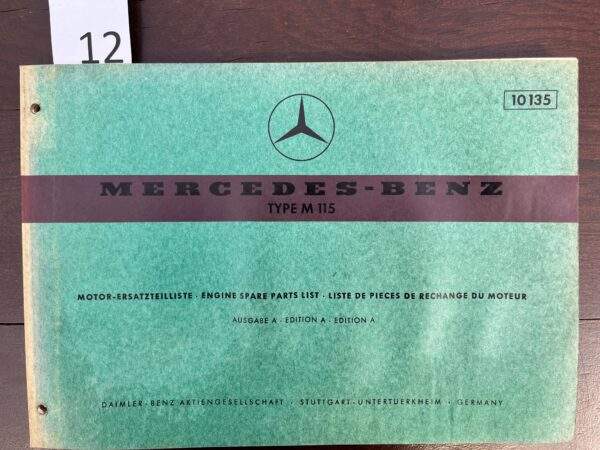 12
10135
MERCEDES-BENZ
TYPE M 115
MOTOR-ERSATZTEILLISTE · ENGINE SPARE PARTS LIST · LISTE DE PIECES DE RECHANGE DU MOTEUR
AUSGABE A · EDITION A · EDITION A
DAIMLER-BENZ AKTIENGESELLSCHAFT · STUTTGART-UNTERTUERKHEIM · GERMANY